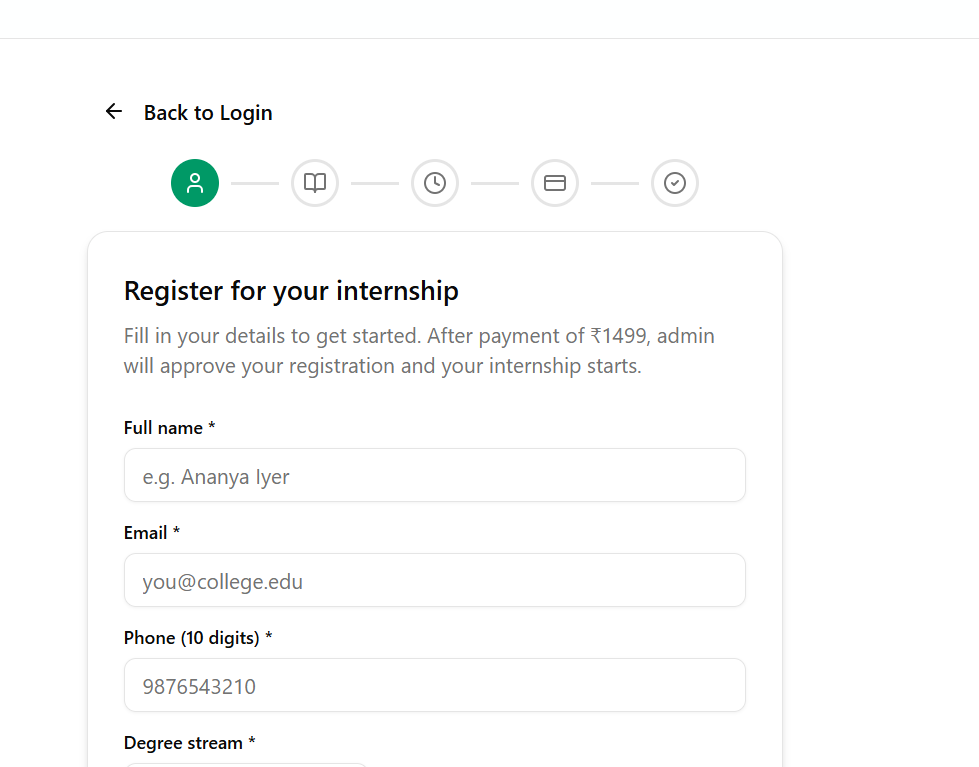 Back to Login
Register for your internship
Fill in your details to get started. After payment of ₹1499, admin
will approve your registration and your internship starts.
Full name *
e.g. Ananya Iyer
Email *
you@college.edu
Phone (10 digits) *
9876543210
Degree stream *